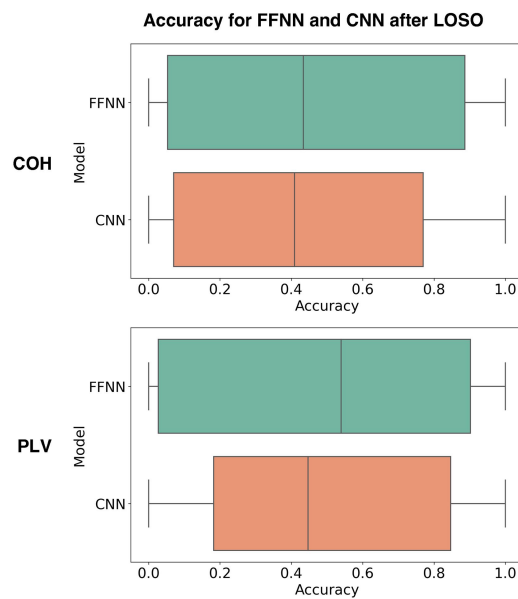 Accuracy for FFNN and CNN after LOSO
COH
Model
FFNN
CNN
0.0 0.2 0.4 0.6 0.8 1.0
Accuracy
PLV
Model
FFNN
CNN
0.0 0.2 0.4 0.6 0.8 1.0
Accuracy